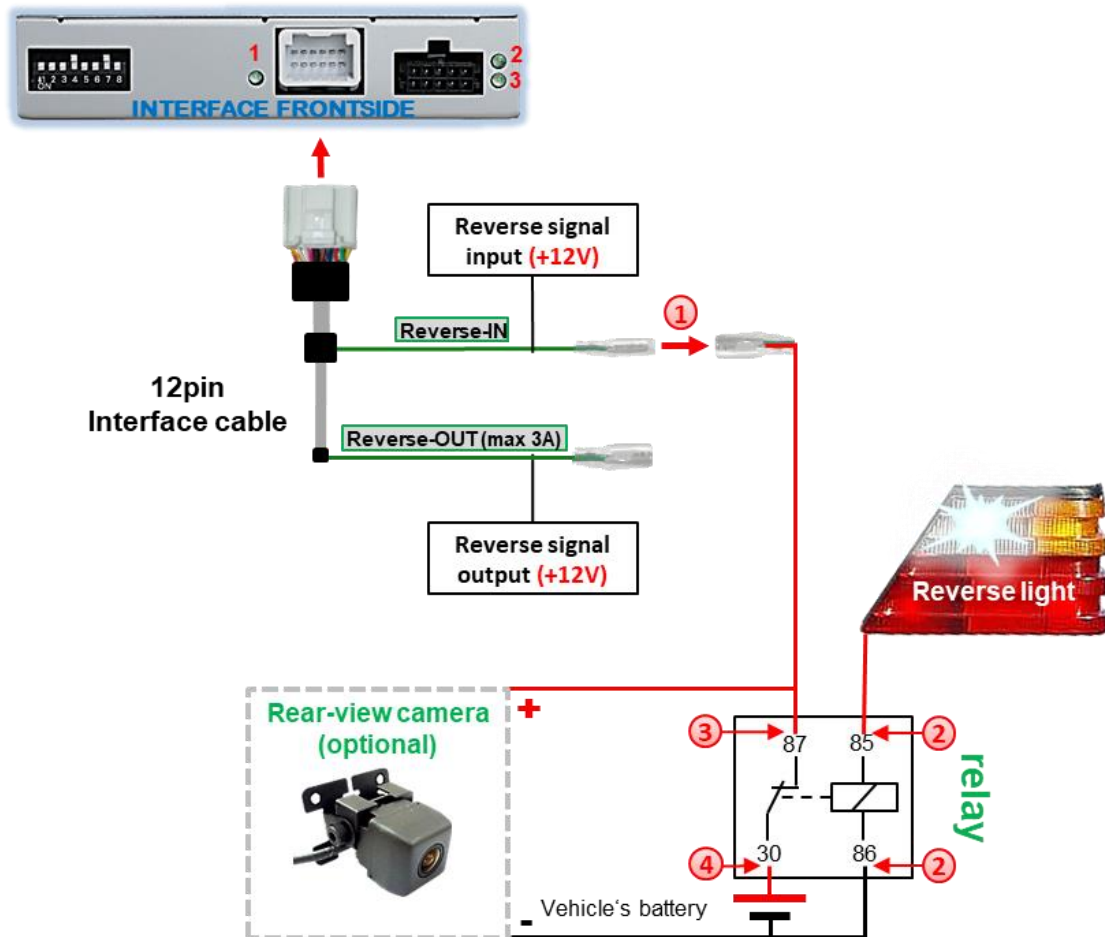 1
2
3
1 2 3 4 5 6 7 8
ON
INTERFACE FRONTSIDE
Reverse signal
input (+12V)
1
Reverse-IN
12pin
Interface cable
Reverse-OUT (max 3A)
Reverse signal
output (+12V)
Reverse light
Rear-view camera
(optional)
+
3
87
85
2
relay
4
30
86
2
- Vehicle's battery